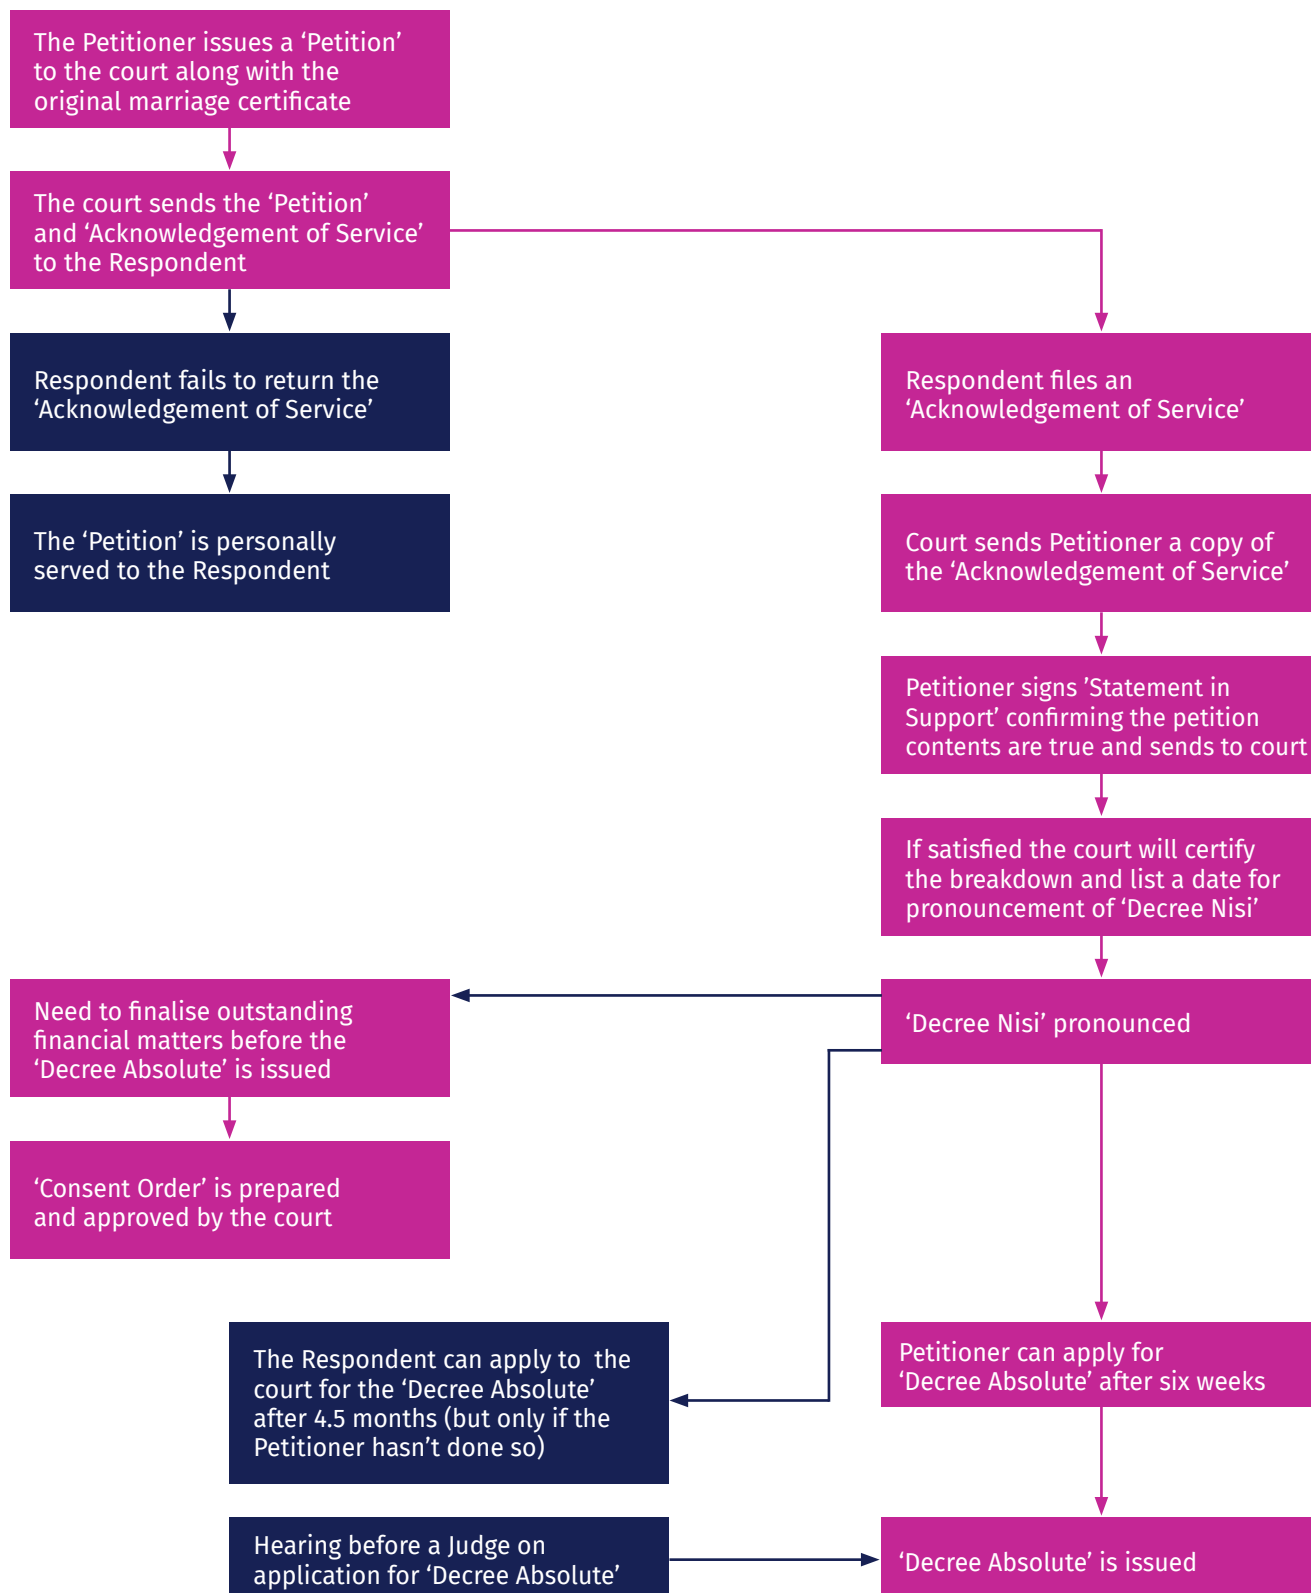 The Petitioner issues a ‘Petition’
to the court along with the
original marriage certificate
The court sends the ‘Petition’
and ‘Acknowledgement of Service’
to the Respondent
Respondent fails to return the
‘Acknowledgement of Service’
The ‘Petition’ is personally
served to the Respondent
Respondent files an
‘Acknowledgement of Service’
Court sends Petitioner a copy of
the ‘Acknowledgement of Service’
Petitioner signs ’Statement in
Support’ confirming the petition
contents are true and sends to court
If satisfied the court will certify
the breakdown and list a date for
pronouncement of ‘Decree Nisi’
‘Decree Nisi’ pronounced
Need to finalise outstanding
financial matters before the
‘Decree Absolute’ is issued
‘Consent Order’ is prepared
and approved by the court
The Respondent can apply to  the
court for the ‘Decree Absolute’
after 4.5 months (but only if the
Petitioner hasn’t done so)
Petitioner can apply for
‘Decree Absolute’ after six weeks
Hearing before a Judge on
application for ‘Decree Absolute’
‘Decree Absolute’ is issued